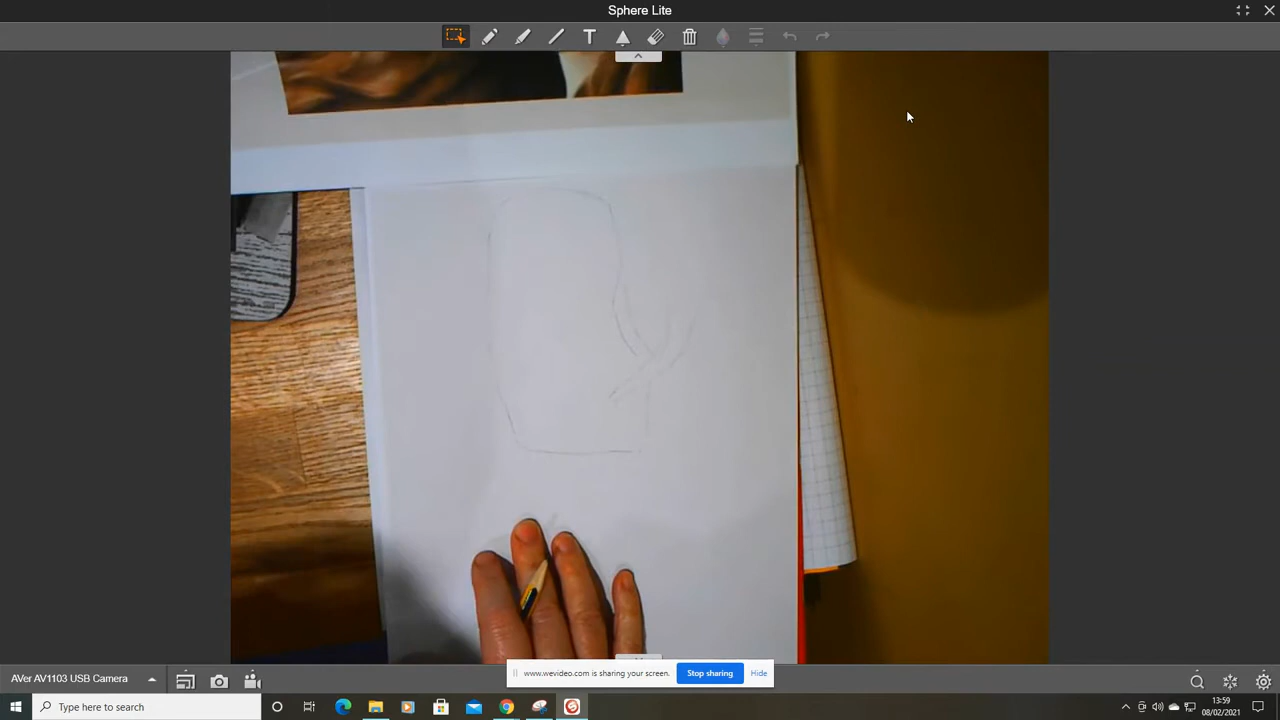 Sphere Lite
T
www.wevideo.com is sharing your screen.
Stop sharing
Hide
Aver AV110i USB Camera
Type here to search
13:59
08/02/2021